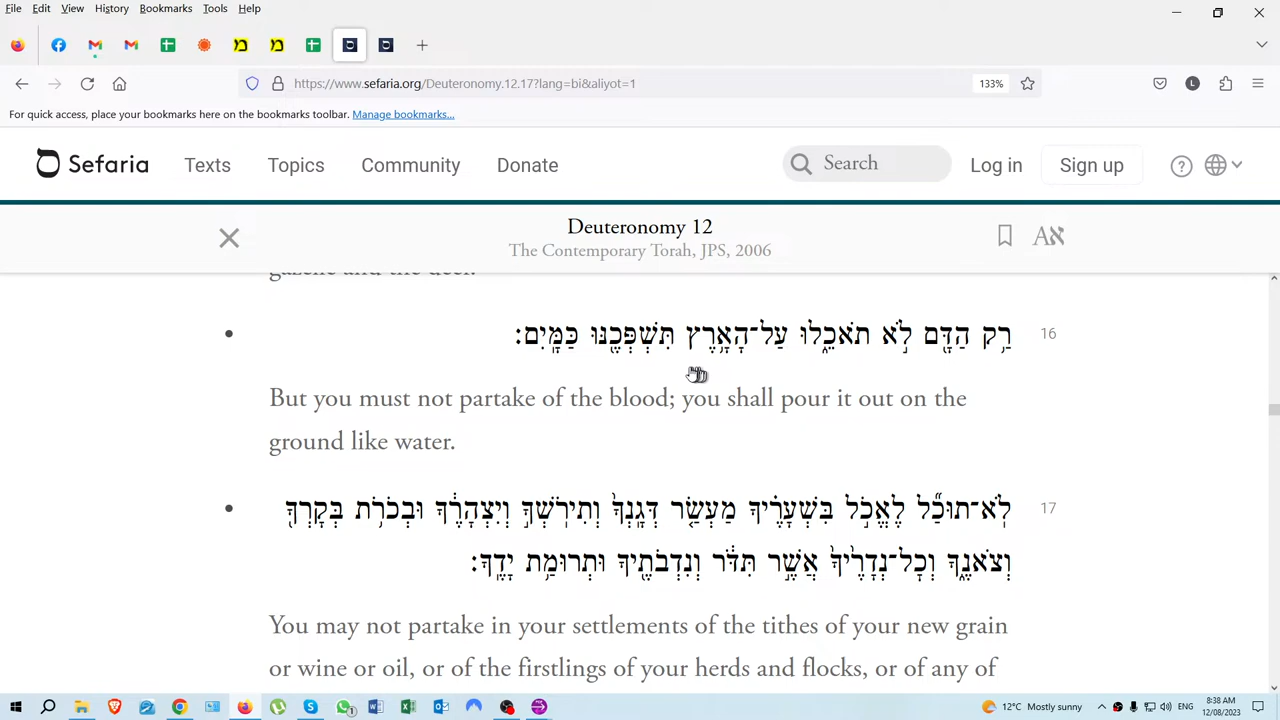 File Edit View History Bookmarks Tools Help
https://www.sefaria.org/Deuteronomy.12.17?lang=bi&aliyot=1
133%
For quick access, place your bookmarks here on the bookmarks toolbar. Manage bookmarks...
Sefaria Texts Topics Community Donate Search Log in Sign up
Deuteronomy 12
The Contemporary Torah, JPS, 2006
gazelle and the deer.
רַ֥ק הַדָּ֖ם לֹ֣א תֹאכֵ֑לוּ עַל־הָאָ֥רֶץ תִּשְׁפְּכֶ֖נּוּ כַּמָּֽיִם׃ 16
But you must not partake of the blood; you shall pour it out on the
ground like water.
לֹֽא־תוּכַ֞ל לֶאֱכֹ֣ל בִּשְׁעָרֶ֗יךָ מַעְשַׂ֤ר דְּגָֽנְךָ֙ וְתִירֹֽשְׁךָ֣ וְיִצְהָרֶ֔ךָ וּבְכֹרֹ֥ת בְּקָרְךָ֖ 17
וְצֹאנֶ֑ךָ וְכָל־נְדָרֶ֙יךָ֙ אֲשֶׁ֣ר תִּדֹּ֔ר וְנִדְבֹתֶ֖יךָ וּתְרוּמַ֥ת יָדֶֽךָ׃
You may not partake in your settlements of the tithes of your new grain
or wine or oil, or of the firstlings of your herds and flocks, or of any of
12°C Mostly sunny ENG 8:38 AM
12/08/2023